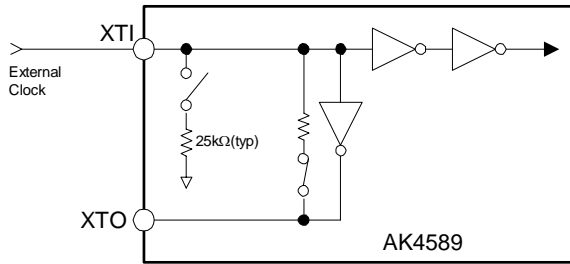 XTI
External
Clock
25kΩ(typ)
XTO
AK4589